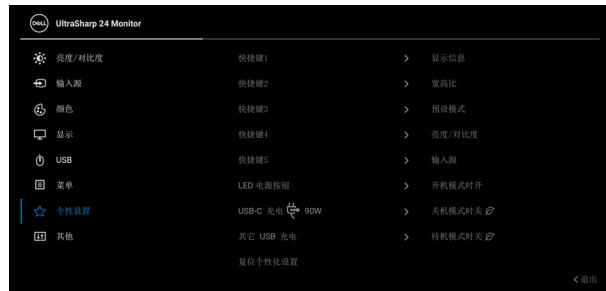 DELL UltraSharp 24 Monitor
亮度/对比度 快捷键1 显示信息
输入源 快捷键2 宽高比
颜色 快捷键3 预设模式
显示 快捷键4 亮度/对比度
USB 快捷键5 输入源
菜单 LED 电源按钮 开机模式时开
个性设置 USB-C 充电 90W 关机模式时关
其他 其它 USB 充电 待机模式时关
复位个性化设置
退出